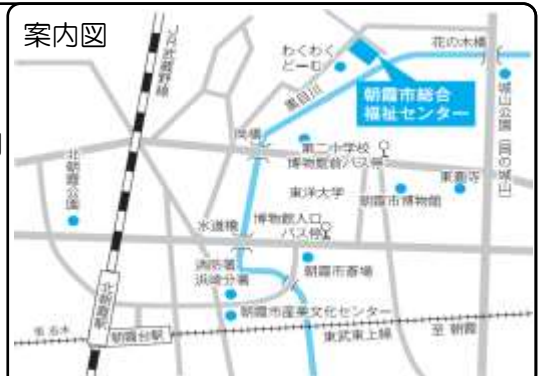 案内図
JR武蔵野線
わくわく
どーむ
花の木橋
黒目川
朝霞市総合
福祉センター
城山公園
岡城山
岡橋
第二小学校
博物館前バス停
北朝霞公園
東洋大学
朝霞市博物館
東圓寺
水道橋
博物館入口
バス停
消防署
浜崎分署
朝霞市斎場
北朝霞駅
朝霞市産業文化センター
至 志木
朝霞台駅
東武東上線
至 朝霞